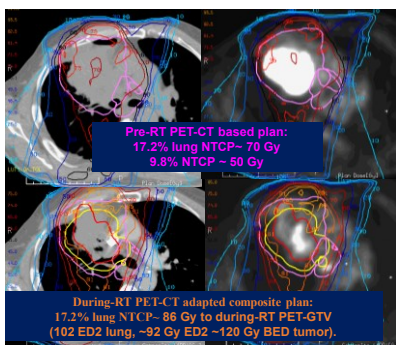 Pre-RT PET-CT based plan:
17.2% lung NTCP~ 70 Gy
9.8% NTCP ~ 50 Gy
During-RT PET-CT adapted composite plan:
17.2% lung NTCP~ 86 Gy to during-RT PET-GTV
(102 ED2 lung, ~92 Gy ED2 ~120 Gy BED tumor).